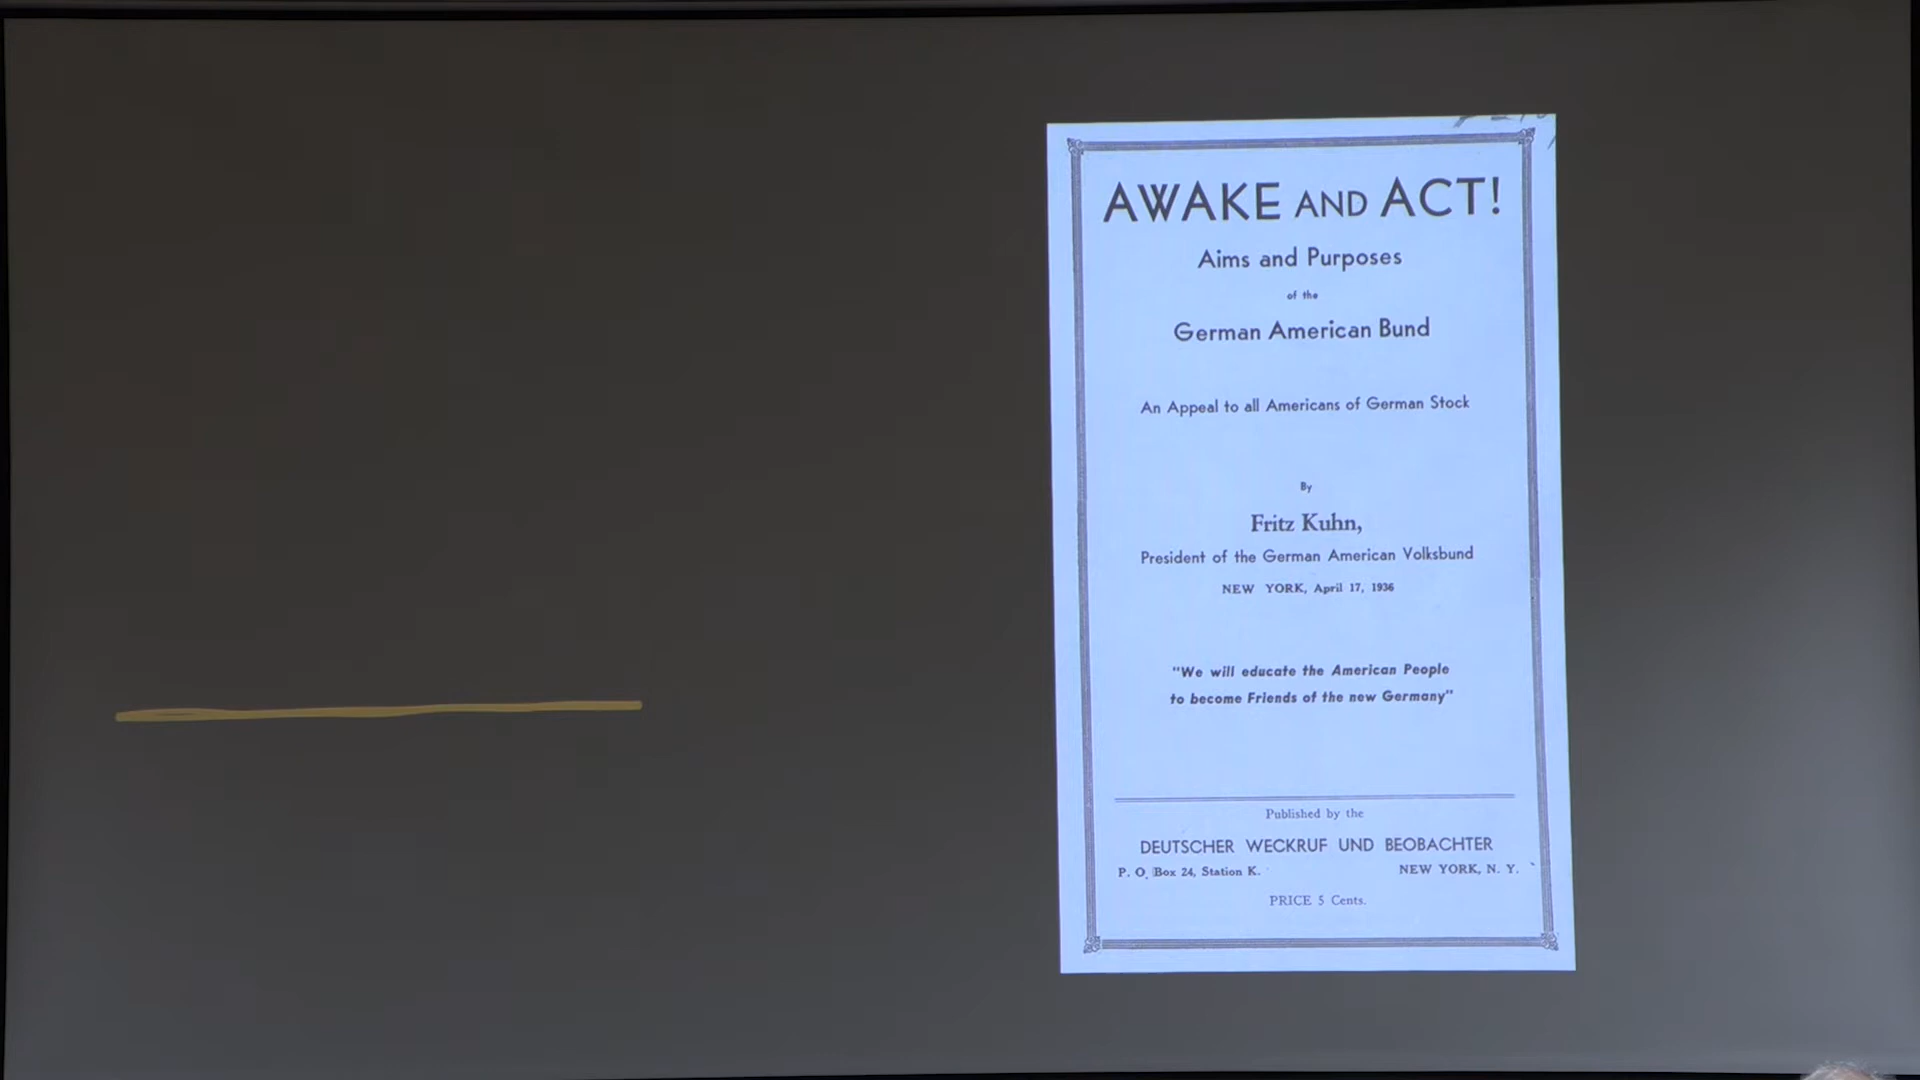 AWAKE AND ACT!
Aims and Purposes
of the
German American Bund
An Appeal to all Americans of German Stock
By
Fritz Kuhn,
President of the German American Volksbund
NEW YORK, April 17, 1936
"We will educate the American People
to become Friends of the new Germany"
Published by the
DEUTSCHER WECKRUF UND BEOBACHTER
P. O. Box 24, Station K. NEW YORK, N. Y.
PRICE 5 Cents.